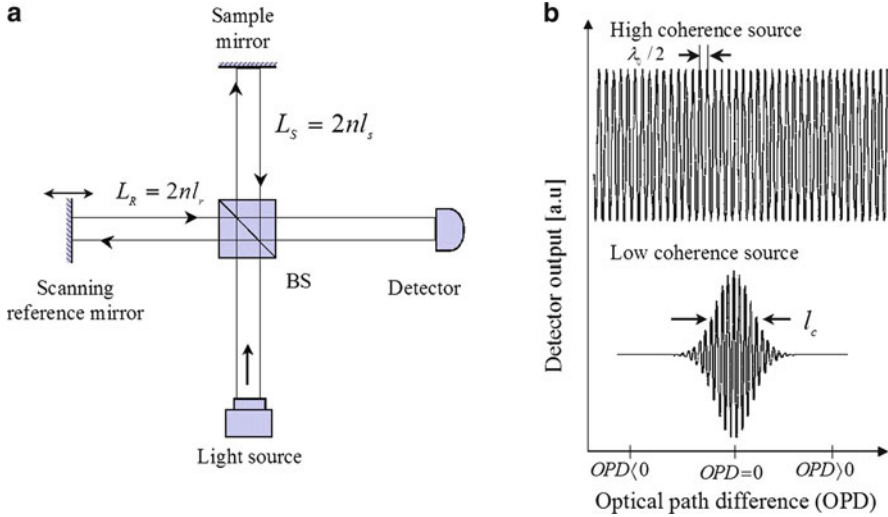 a
Sample
mirror
L_S = 2nl_s
L_R = 2nl_r
Scanning
reference mirror
BS
Detector
Light source
b
High coherence source
λ_0/2
Low coherence source
l_c
Detector output [a.u]
OPD⟨0
OPD=0
OPD⟩0
Optical path difference (OPD)